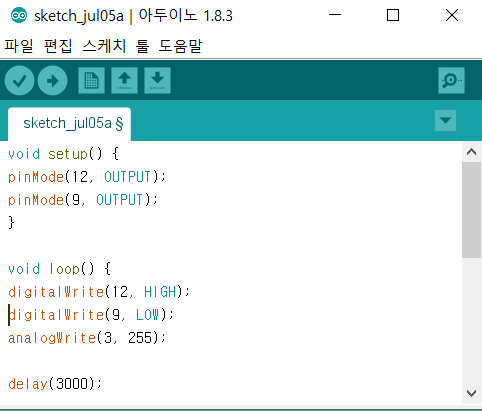 sketch_jul05a | 아두이노 1.8.3
파일 편집 스케치 툴 도움말
sketch_jul05a §
void setup() {
pinMode(12, OUTPUT);
pinMode(9, OUTPUT);
}
void loop() {
digitalWrite(12, HIGH);
digitalWrite(9, LOW);
analogWrite(3, 255);
delay(3000);